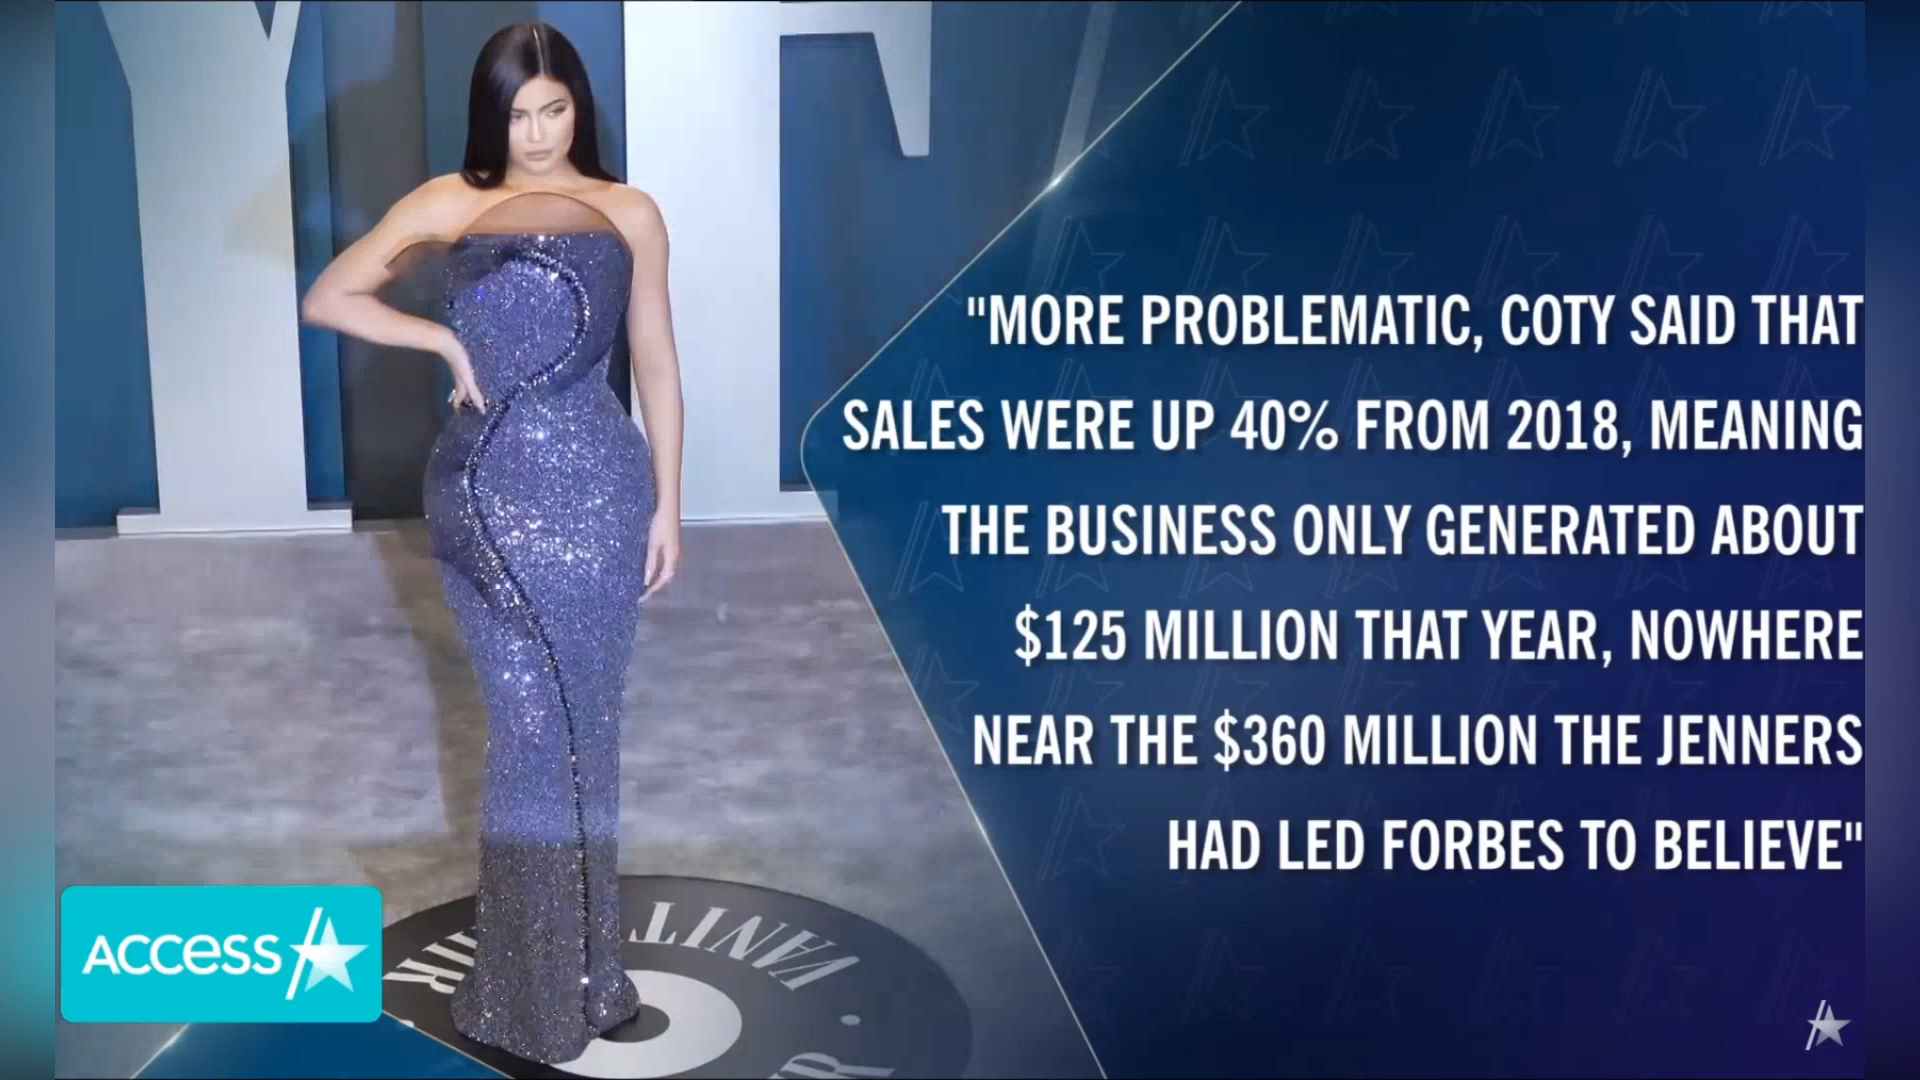 "MORE PROBLEMATIC, COTY SAID THAT
SALES WERE UP 40% FROM 2018, MEANING
THE BUSINESS ONLY GENERATED ABOUT
$125 MILLION THAT YEAR, NOWHERE
NEAR THE $360 MILLION THE JENNERS
HAD LED FORBES TO BELIEVE"
ACCESS
VANIT